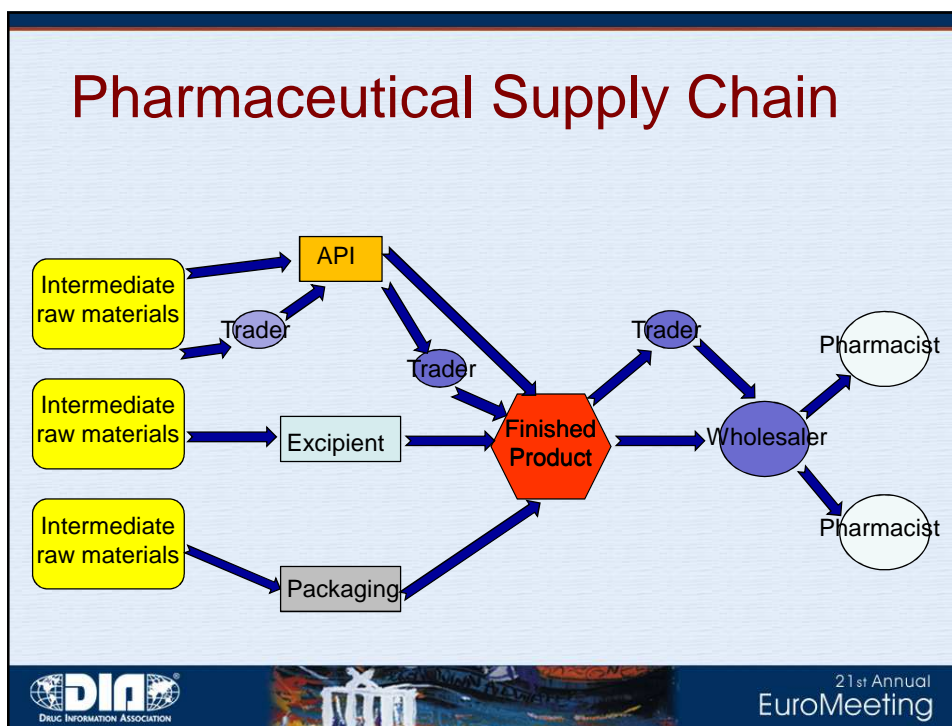 Pharmaceutical Supply Chain
API
Intermediate
raw materials
Trader
Trader
Trader
Pharmacist
Intermediate
raw materials
Excipient
Finished
Product
Wholesaler
Intermediate
raw materials
Packaging
Pharmacist
DIA
DRUG INFORMATION ASSOCIATION
21st Annual
EuroMeeting